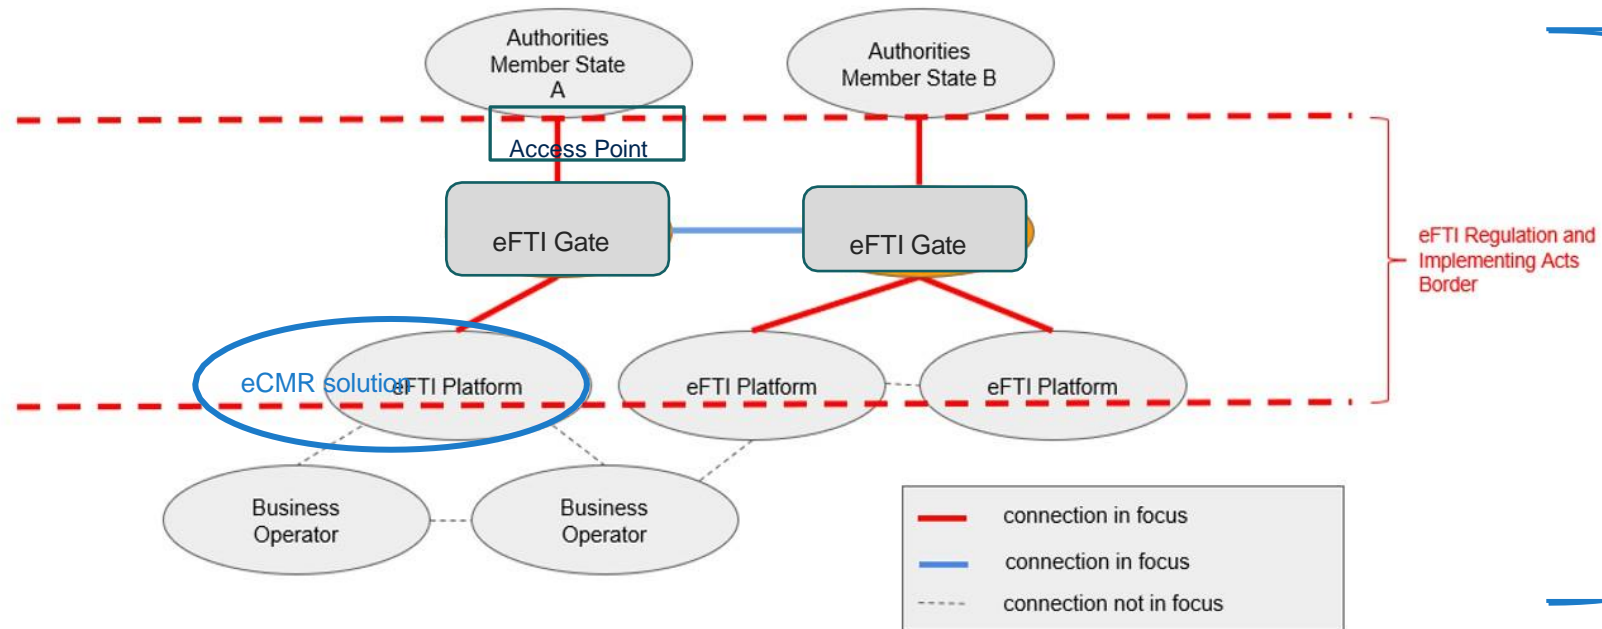 Authorities
Member State
A
Authorities
Member State B
Access Point
eFTI Gate
eFTI Gate
eFTI Regulation and
Implementing Acts
Border
eCMR solution
eFTI Platform
eFTI Platform
eFTI Platform
Business
Operator
Business
Operator
connection in focus
connection in focus
connection not in focus